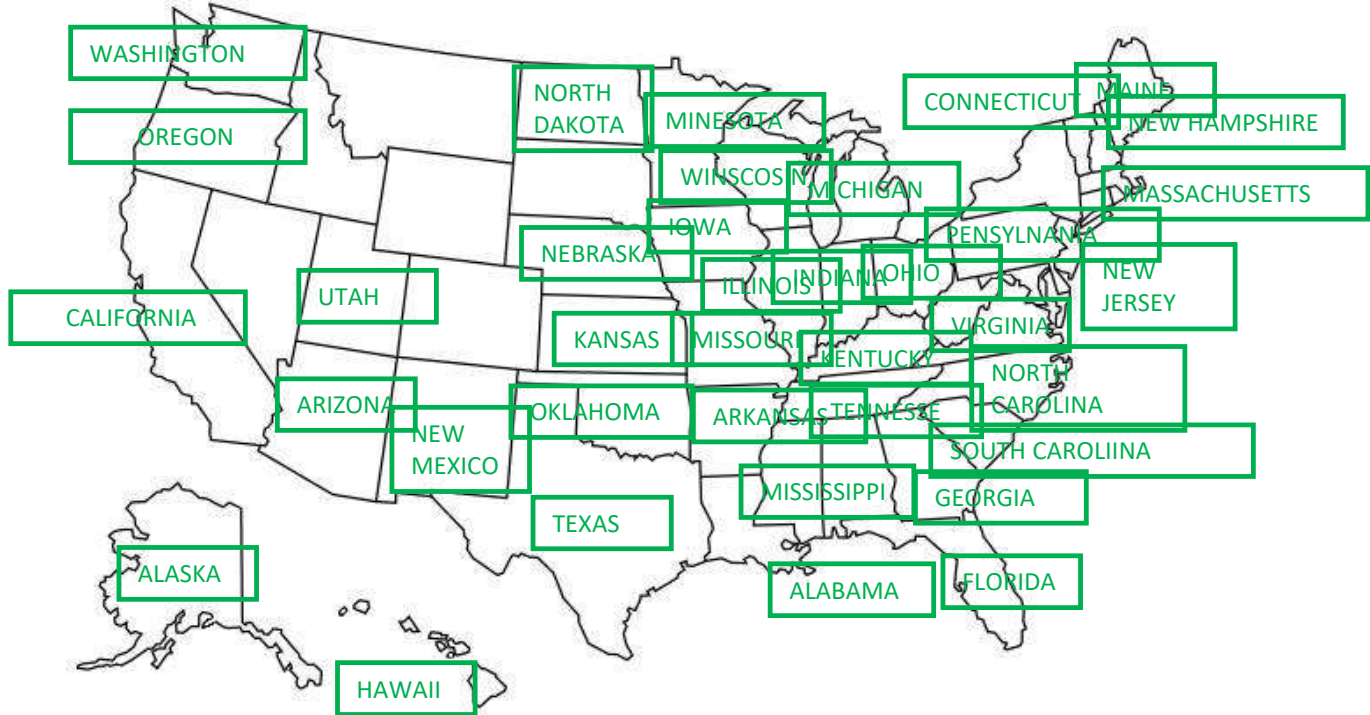 WASHINGTON
NORTH
DAKOTA
CONNECTICUT
MAINE
OREGON
MINESOTA
NEW HAMPSHIRE
WINSCOSIN
MICHIGAN
MASSACHUSETTS
IOWA
PENSYLNANIA
NEBRASKA
UTAH
ILLINOIS
INDIANA
OHIO
NEW
JERSEY
CALIFORNIA
KANSAS
MISSOURI
VIRGINIA
KENTUCKY
NORTH
CAROLINA
ARIZONA
OKLAHOMA
ARKANSAS
TENNESSE
NEW
MEXICO
SOUTH CAROLIINA
MISSISSIPPI
GEORGIA
TEXAS
ALASKA
ALABAMA
FLORIDA
HAWAII